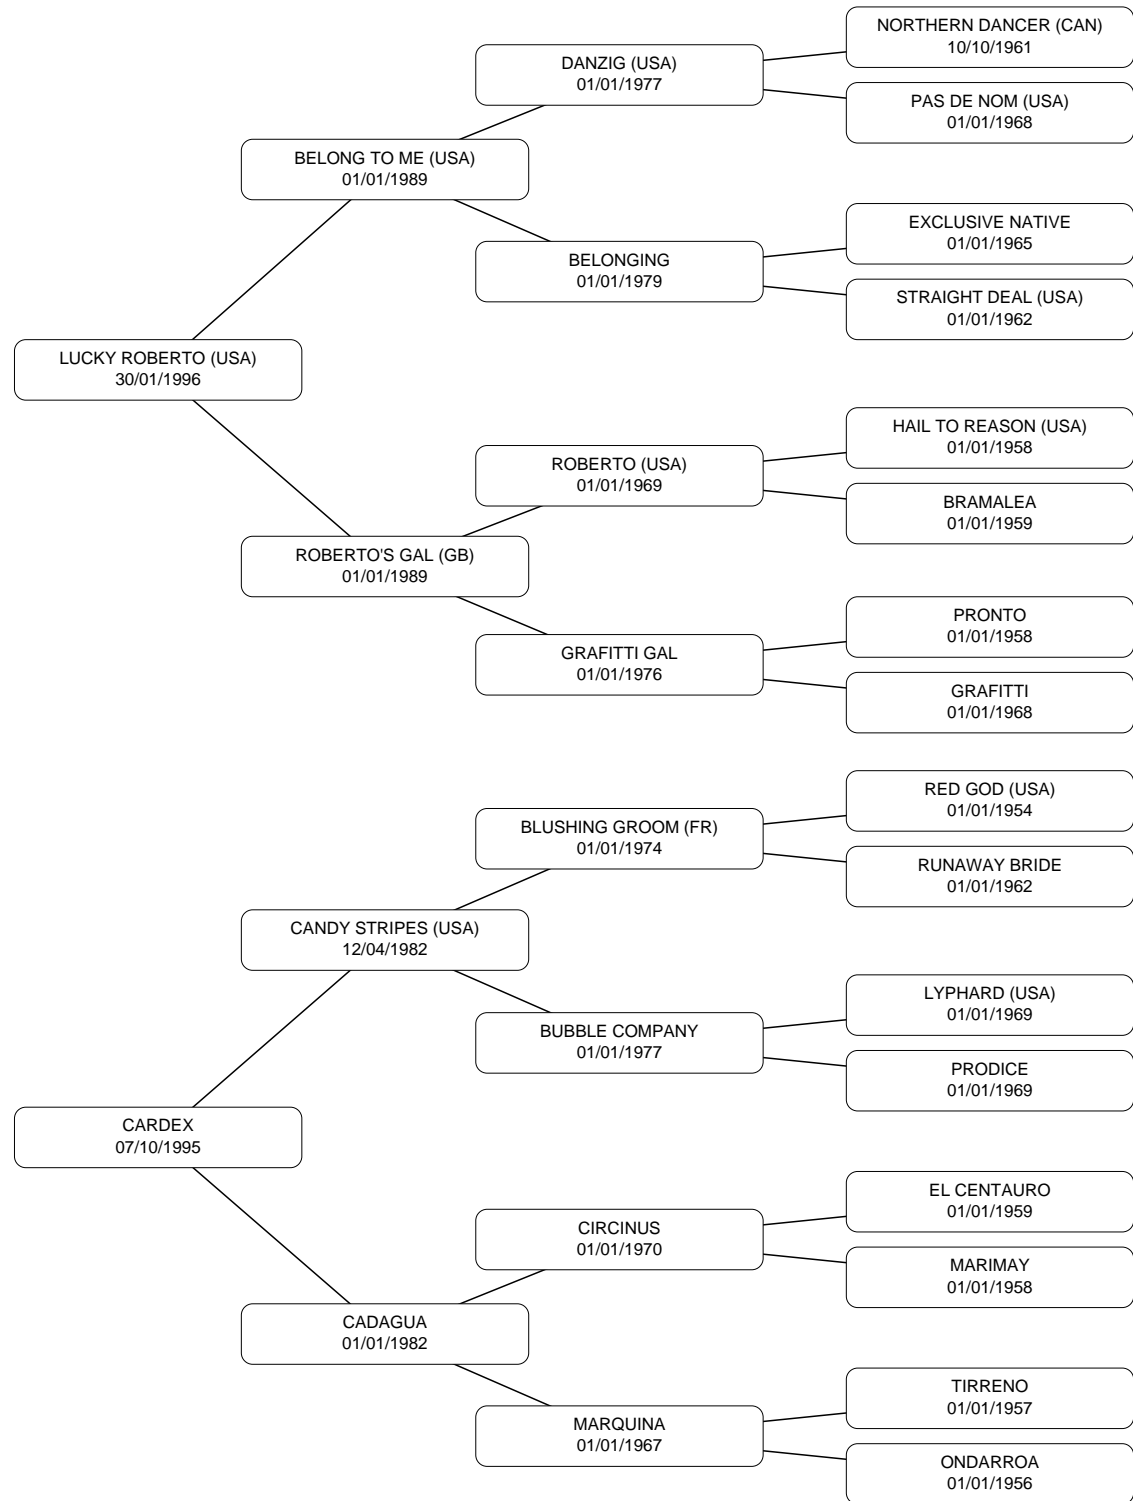 NORTHERN DANCER (CAN)
10/10/1961
DANZIG (USA)
01/01/1977
PAS DE NOM (USA)
01/01/1968
BELONG TO ME (USA)
01/01/1989
EXCLUSIVE NATIVE
01/01/1965
BELONGING
01/01/1979
STRAIGHT DEAL (USA)
01/01/1962
LUCKY ROBERTO (USA)
30/01/1996
HAIL TO REASON (USA)
01/01/1958
ROBERTO (USA)
01/01/1969
BRAMALEA
01/01/1959
ROBERTO'S GAL (GB)
01/01/1989
PRONTO
01/01/1958
GRAFITTI GAL
01/01/1976
GRAFITTI
01/01/1968
RED GOD (USA)
01/01/1954
BLUSHING GROOM (FR)
01/01/1974
RUNAWAY BRIDE
01/01/1962
CANDY STRIPES (USA)
12/04/1982
LYPHARD (USA)
01/01/1969
BUBBLE COMPANY
01/01/1977
PRODICE
01/01/1969
CARDEX
07/10/1995
EL CENTAURO
01/01/1959
CIRCINUS
01/01/1970
MARIMAY
01/01/1958
CADAGUA
01/01/1982
TIRRENO
01/01/1957
MARQUINA
01/01/1967
ONDARROA
01/01/1956